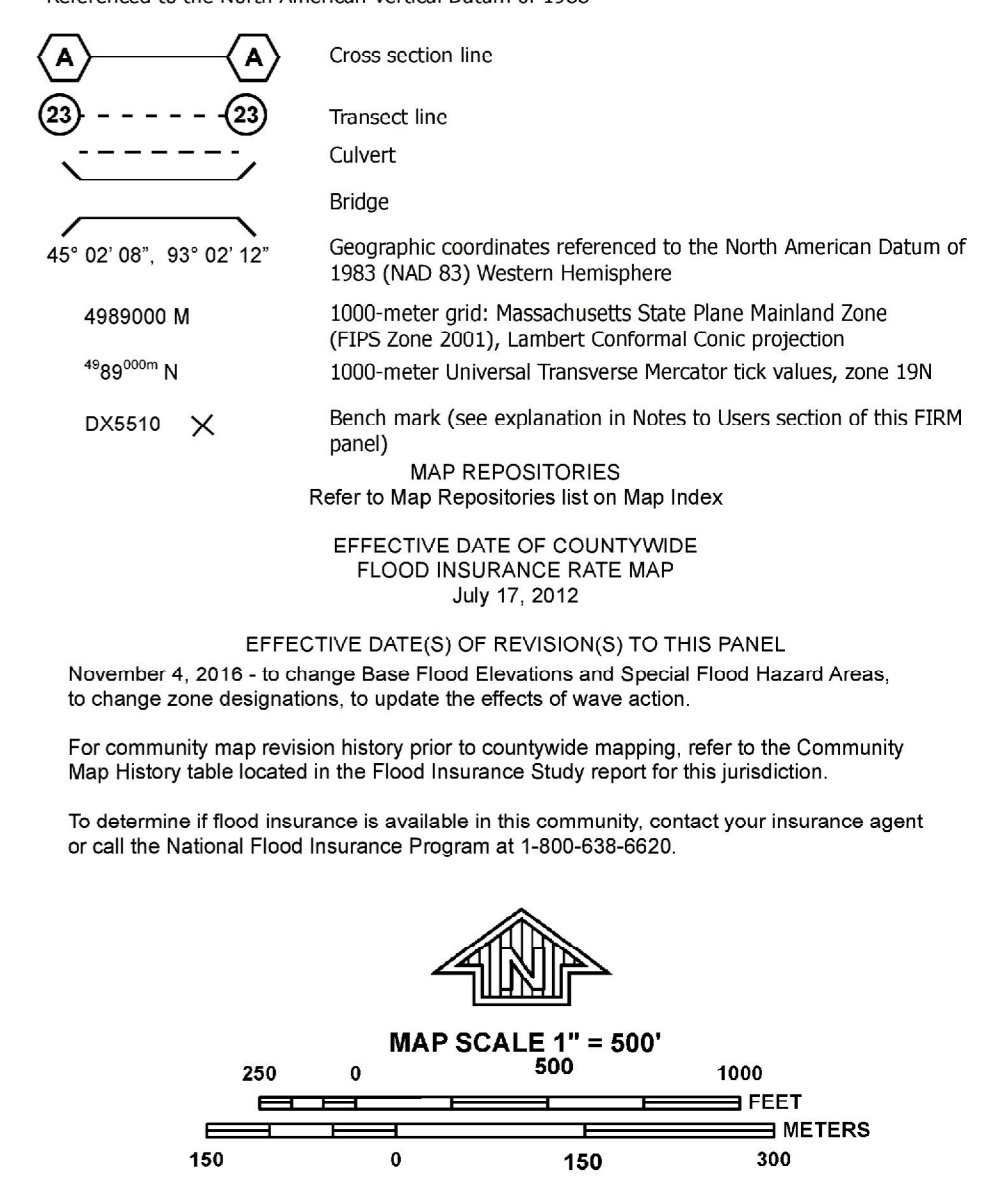 Referenced to the North American Vertical Datum of 1988
A A Cross section line
23 23 Transect line
Culvert
Bridge
45° 02’ 08”, 93° 02’ 12” Geographic coordinates referenced to the North American Datum of
1983 (NAD 83) Western Hemisphere
4989000 M 1000-meter grid: Massachusetts State Plane Mainland Zone
(FIPS Zone 2001), Lambert Conformal Conic projection
4989000m N 1000-meter Universal Transverse Mercator tick values, zone 19N
DX5510 X Bench mark (see explanation in Notes to Users section of this FIRM
panel)
MAP REPOSITORIES
Refer to Map Repositories list on Map Index
EFFECTIVE DATE OF COUNTYWIDE
FLOOD INSURANCE RATE MAP
July 17, 2012
EFFECTIVE DATE(S) OF REVISION(S) TO THIS PANEL
November 4, 2016 - to change Base Flood Elevations and Special Flood Hazard Areas,
to change zone designations, to update the effects of wave action.
For community map revision history prior to countywide mapping, refer to the Community
Map History table located in the Flood Insurance Study report for this jurisdiction.
To determine if flood insurance is available in this community, contact your insurance agent
or call the National Flood Insurance Program at 1-800-638-6620.
N
MAP SCALE 1" = 500'
250 0 500 1000
FEET
METERS
150 0 150 300